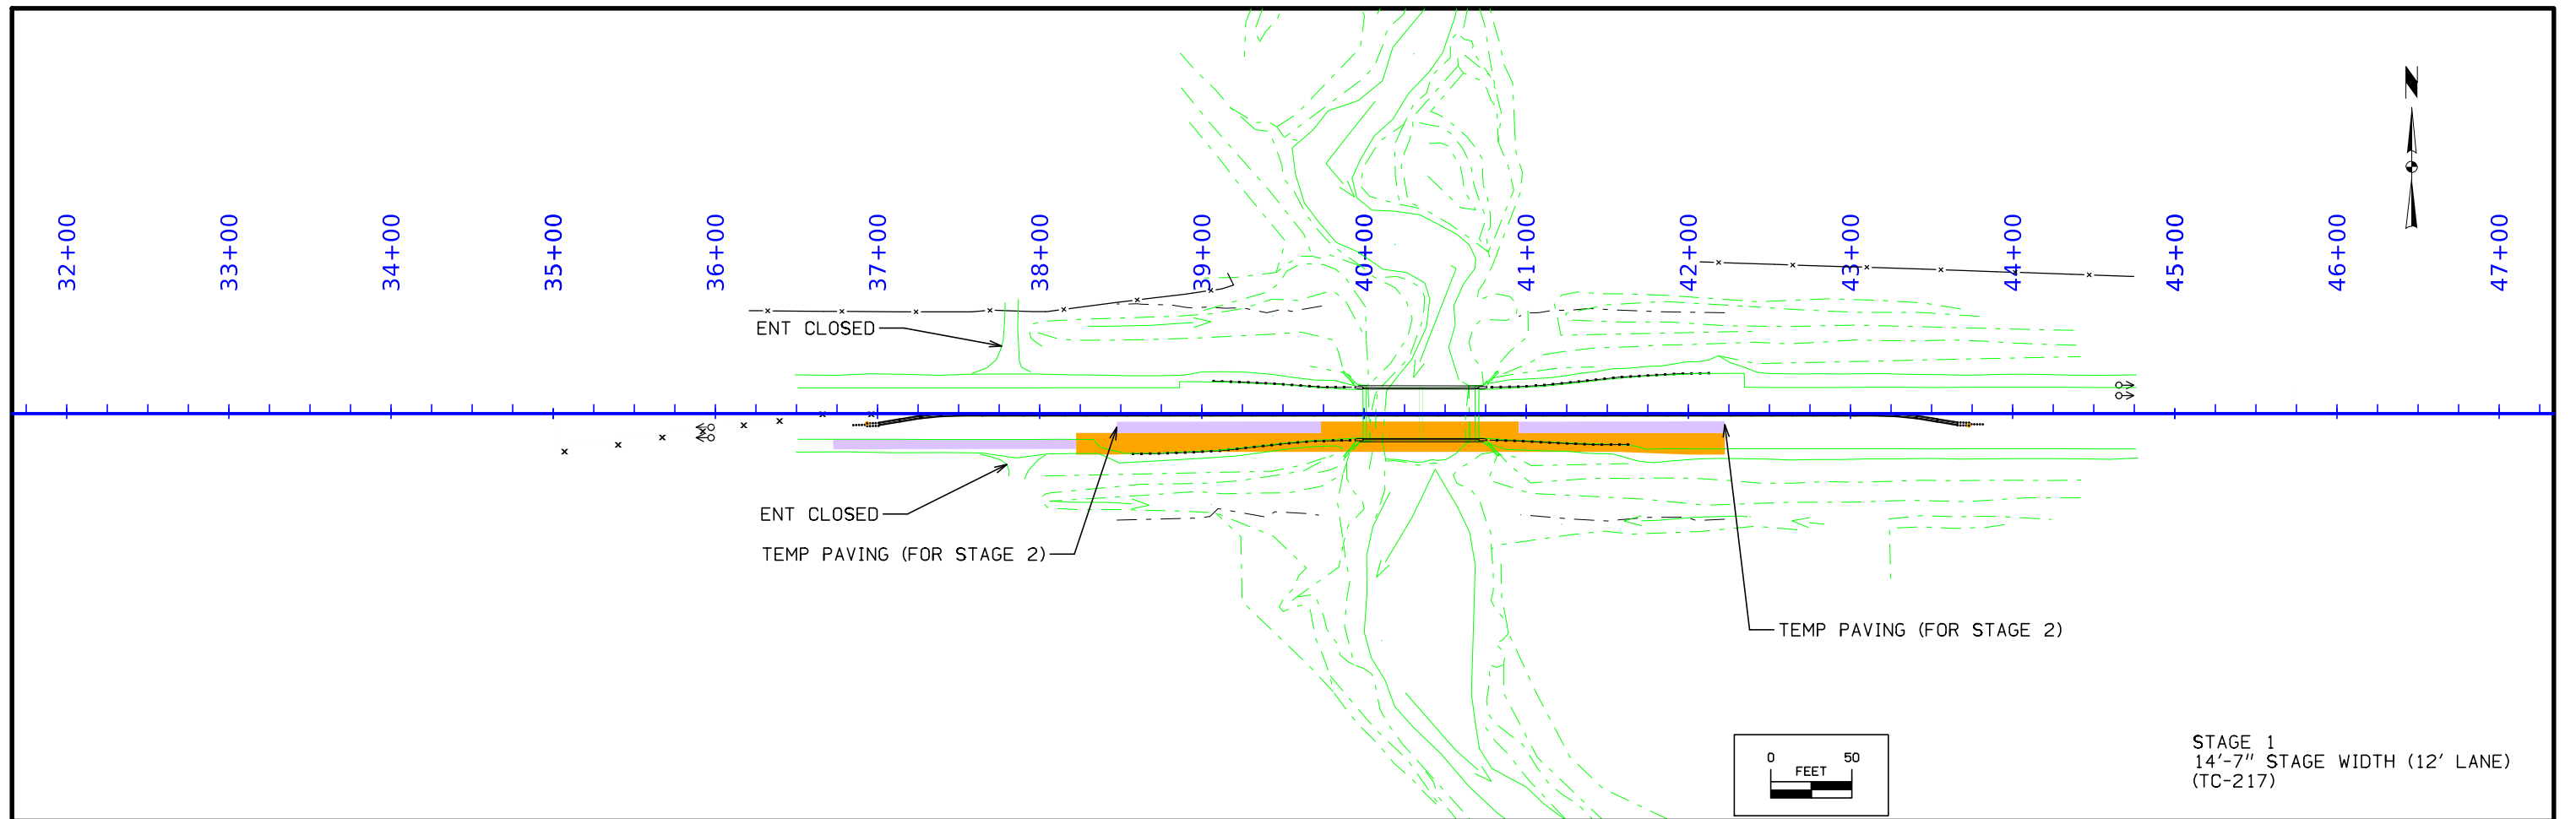 N
32+00
33+00
34+00
35+00
36+00
37+00
38+00
39+00
40+00
41+00
42+00
43+00
44+00
45+00
46+00
47+00
ENT CLOSED
ENT CLOSED
TEMP PAVING (FOR STAGE 2)
TEMP PAVING (FOR STAGE 2)
0 50
FEET
STAGE 1
14'-7" STAGE WIDTH (12' LANE)
(TC-217)